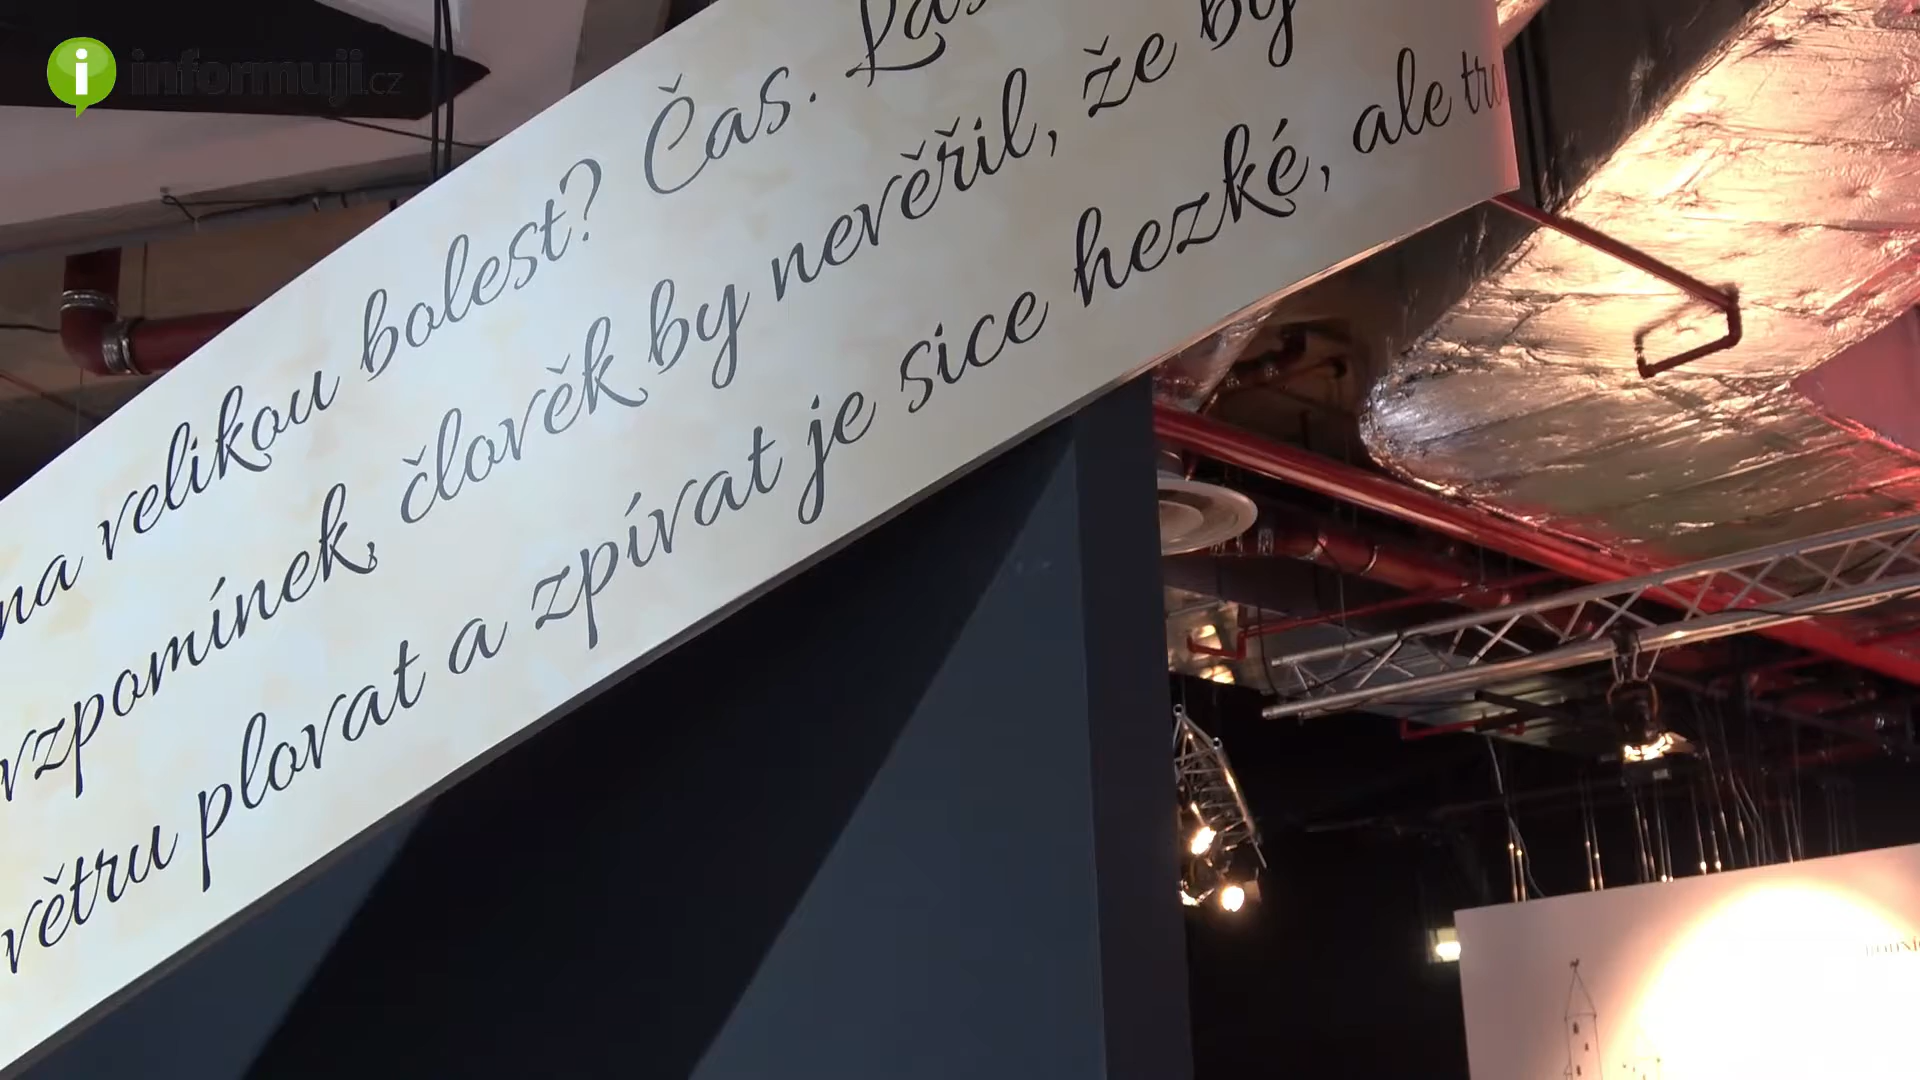 informuji.cz
na velikou bolest? Čas.
vzpomínek, člověk by nevěřil, že by
větru plovat a zpívat je sice hezké, ale